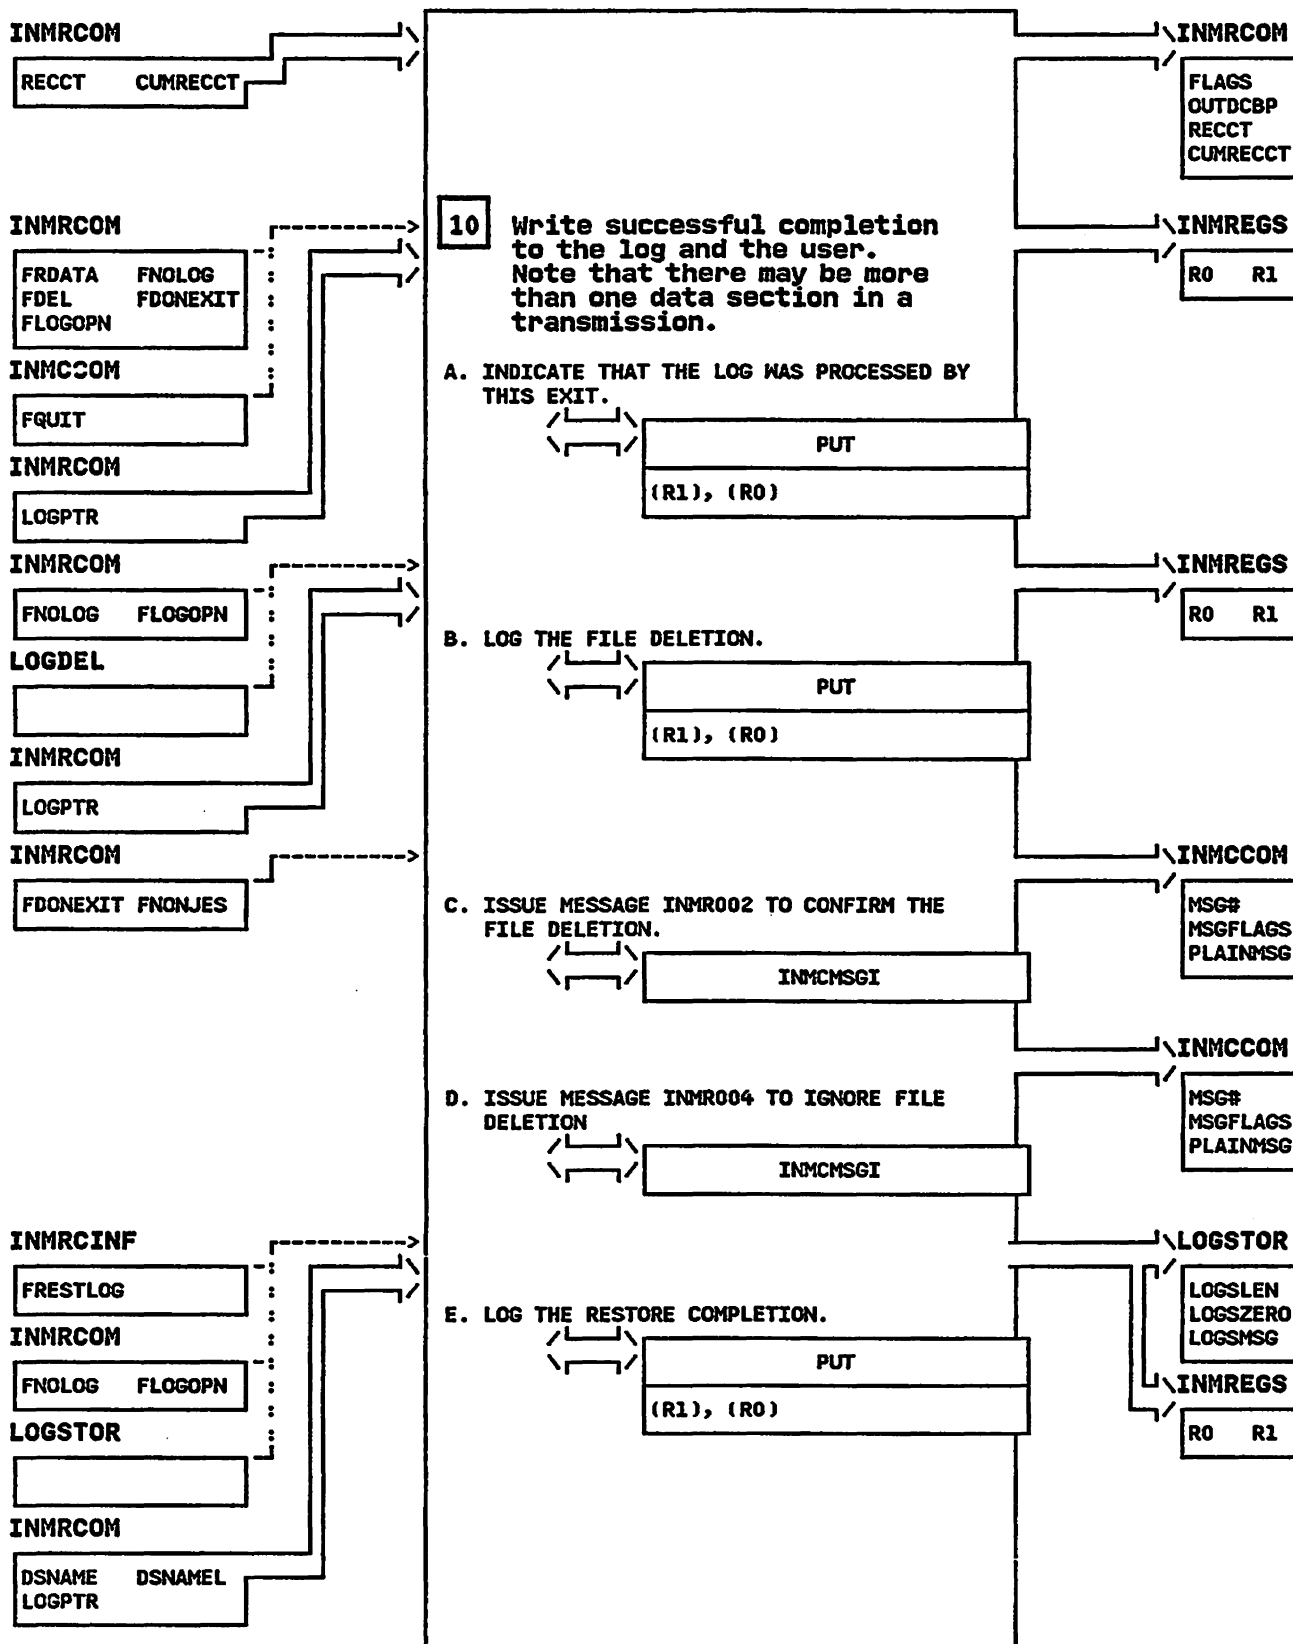 INMRCOM
RECCT CUMRECCT
INMRCOM
FRDATA FNOLOG
FDEL FDONEXIT
FLOGOPN
INMCCOM
FQUIT
INMRCOM
LOGPTR
INMRCOM
FNOLOG FLOGOPN
LOGDEL
INMRCOM
LOGPTR
INMRCOM
FDONEXIT FNONJES
INMRCINF
FRESTLOG
INMRCOM
FNOLOG FLOGOPN
LOGSTOR
INMRCOM
DSNAME DSNAMEL
LOGPTR
10 Write successful completion
to the log and the user.
Note that there may be more
than one data section in a
transmission.
A. INDICATE THAT THE LOG WAS PROCESSED BY
THIS EXIT.
PUT
(R1), (R0)
B. LOG THE FILE DELETION.
PUT
(R1), (R0)
C. ISSUE MESSAGE INMR002 TO CONFIRM THE
FILE DELETION.
INMCMSGI
D. ISSUE MESSAGE INMR004 TO IGNORE FILE
DELETION
INMCMSGI
E. LOG THE RESTORE COMPLETION.
PUT
(R1), (R0)
INMRCOM
FLAGS
OUTDCBP
RECCT
CUMRECCT
INMREGS
R0 R1
INMREGS
R0 R1
INMCCOM
MSG#
MSGFLAGS
PLAINMSG
INMCCOM
MSG#
MSGFLAGS
PLAINMSG
LOGSTOR
LOGSLEN
LOGSZERO
LOGSMSG
INMREGS
R0 R1